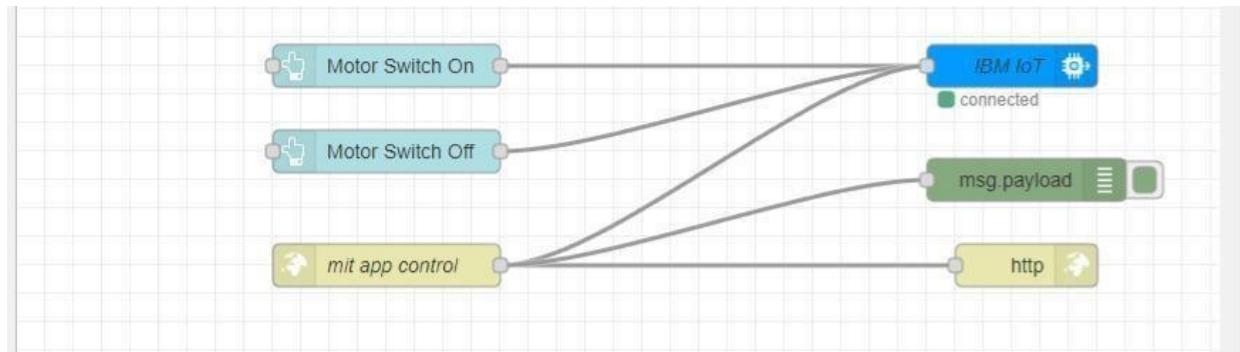 Motor Switch On
IBM IoT
connected
Motor Switch Off
msg.payload
mit app control
http